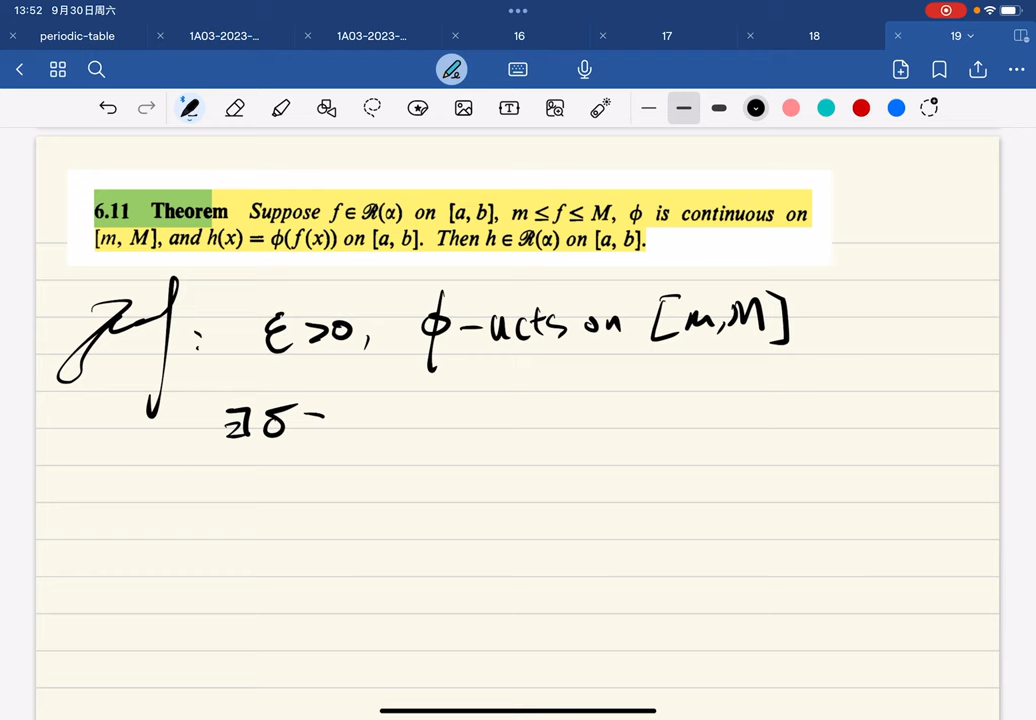 13:52 9月30日周六
periodic-table 1A03-2023-... 1A03-2023-... 16 17 18 19
6.11 Theorem Suppose f ∈ ℛ(α) on [a, b], m ≤ f ≤ M, ϕ is continuous on
[m, M], and h(x) = ϕ(f(x)) on [a, b]. Then h ∈ ℛ(α) on [a, b].
ε >0, ϕ - ucts on [m,M]
∃ δ